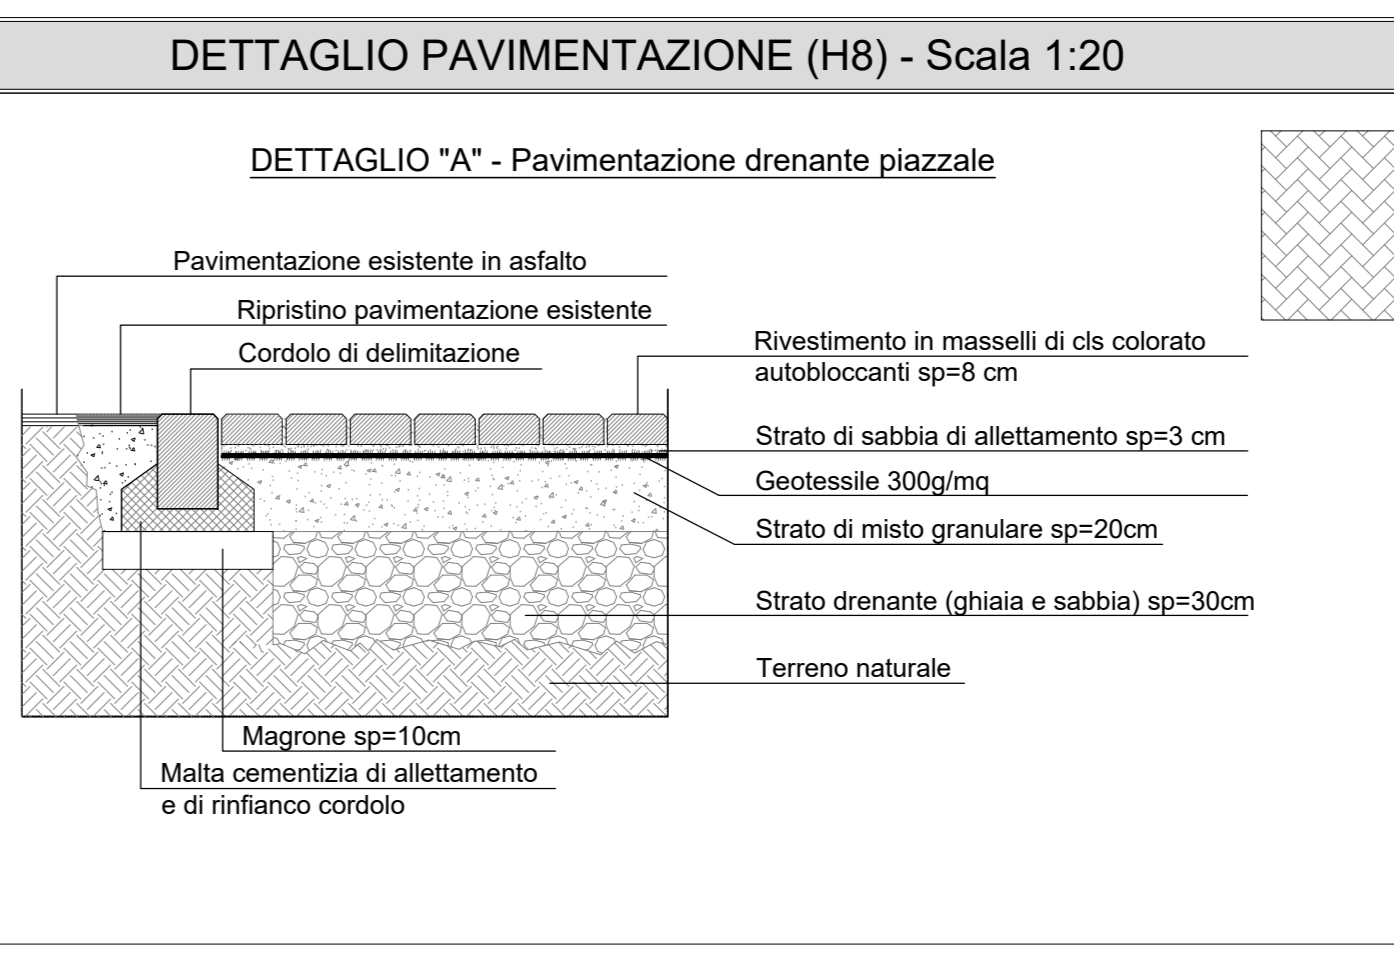 DETTAGLIO PAVIMENTAZIONE (H8) - Scala 1:20
DETTAGLIO "A" - Pavimentazione drenante piazzale
Pavimentazione esistente in asfalto
Ripristino pavimentazione esistente
Cordolo di delimitazione
Rivestimento in masselli di cls colorato
autobloccanti sp=8 cm
Strato di sabbia di allettamento sp=3 cm
Geotessile 300g/mq
Strato di misto granulare sp=20cm
Strato drenante (ghiaia e sabbia) sp=30cm
Terreno naturale
Magrone sp=10cm
Malta cementizia di allettamento
e di rinfianco cordolo